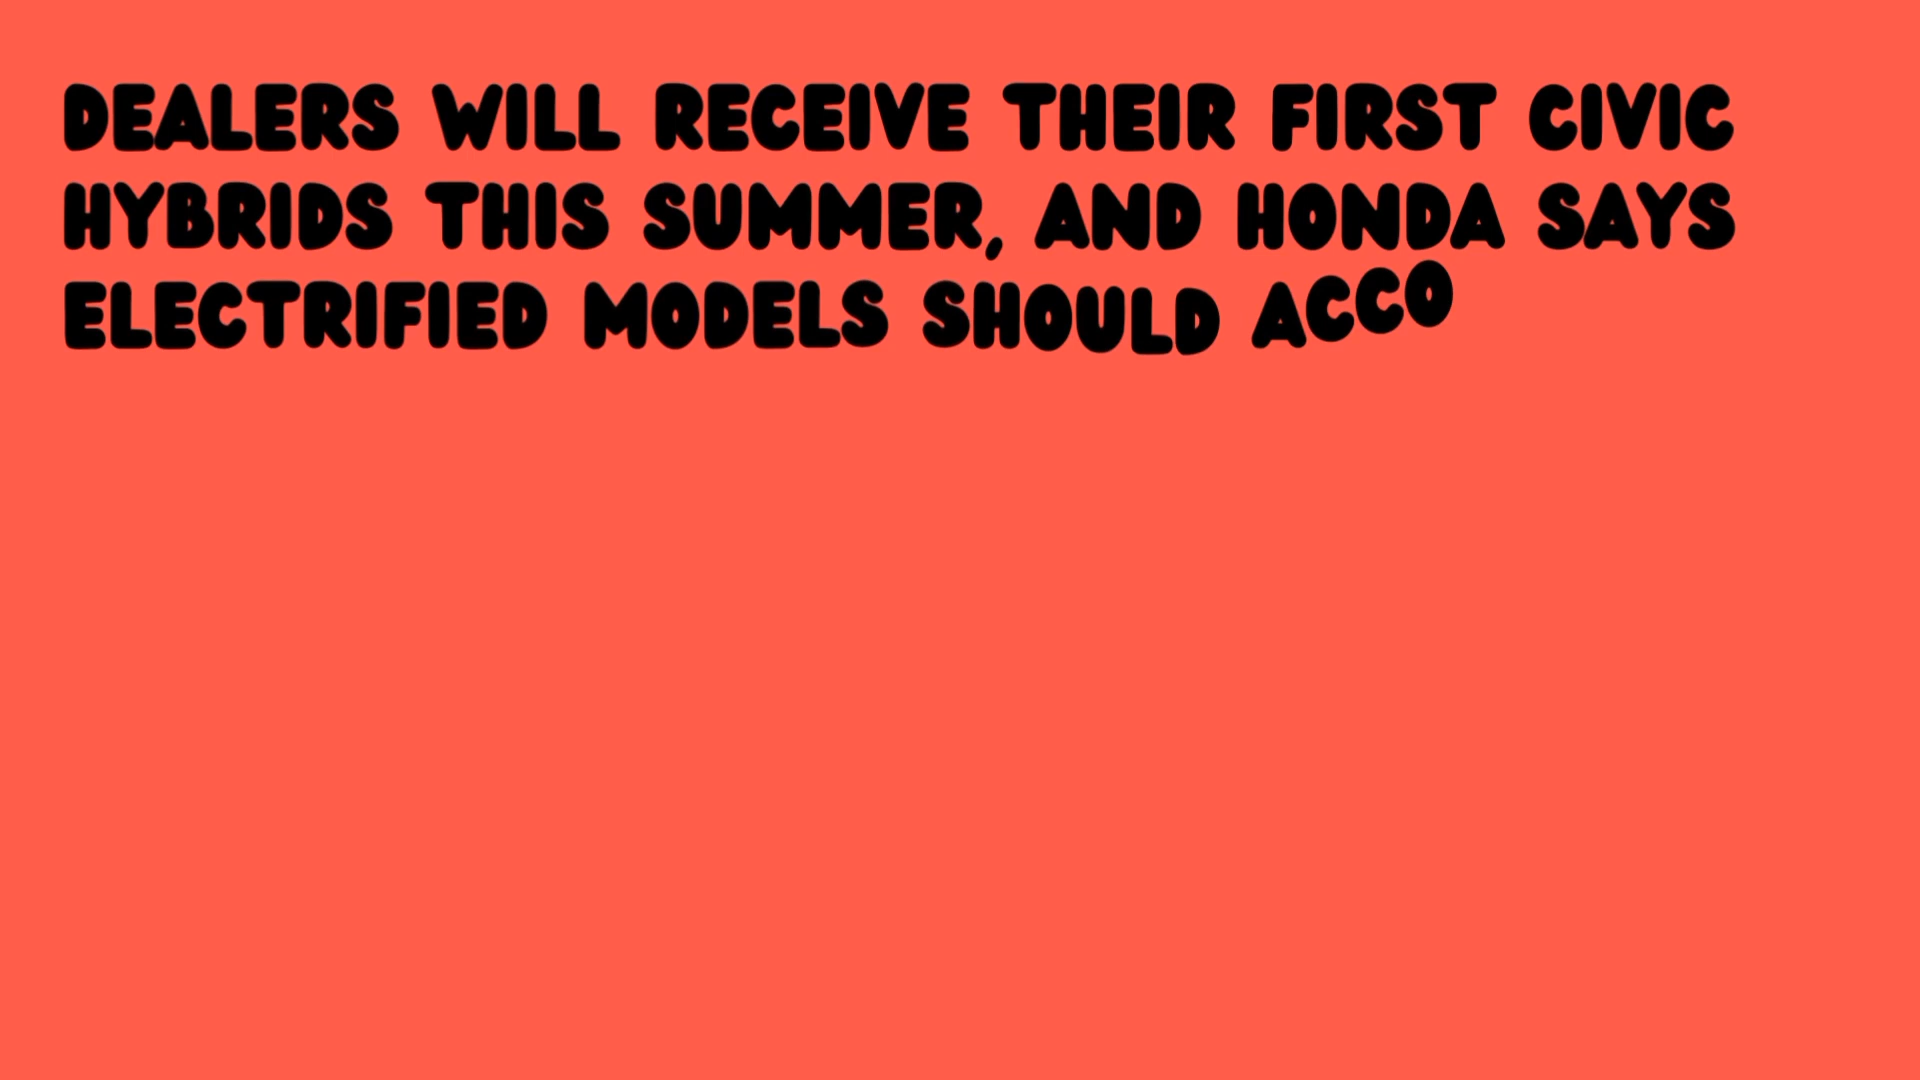 DEALERS WILL RECEIVE THEIR FIRST CIVIC
HYBRIDS THIS SUMMER, AND HONDA SAYS
ELECTRIFIED MODELS SHOULD ACCO